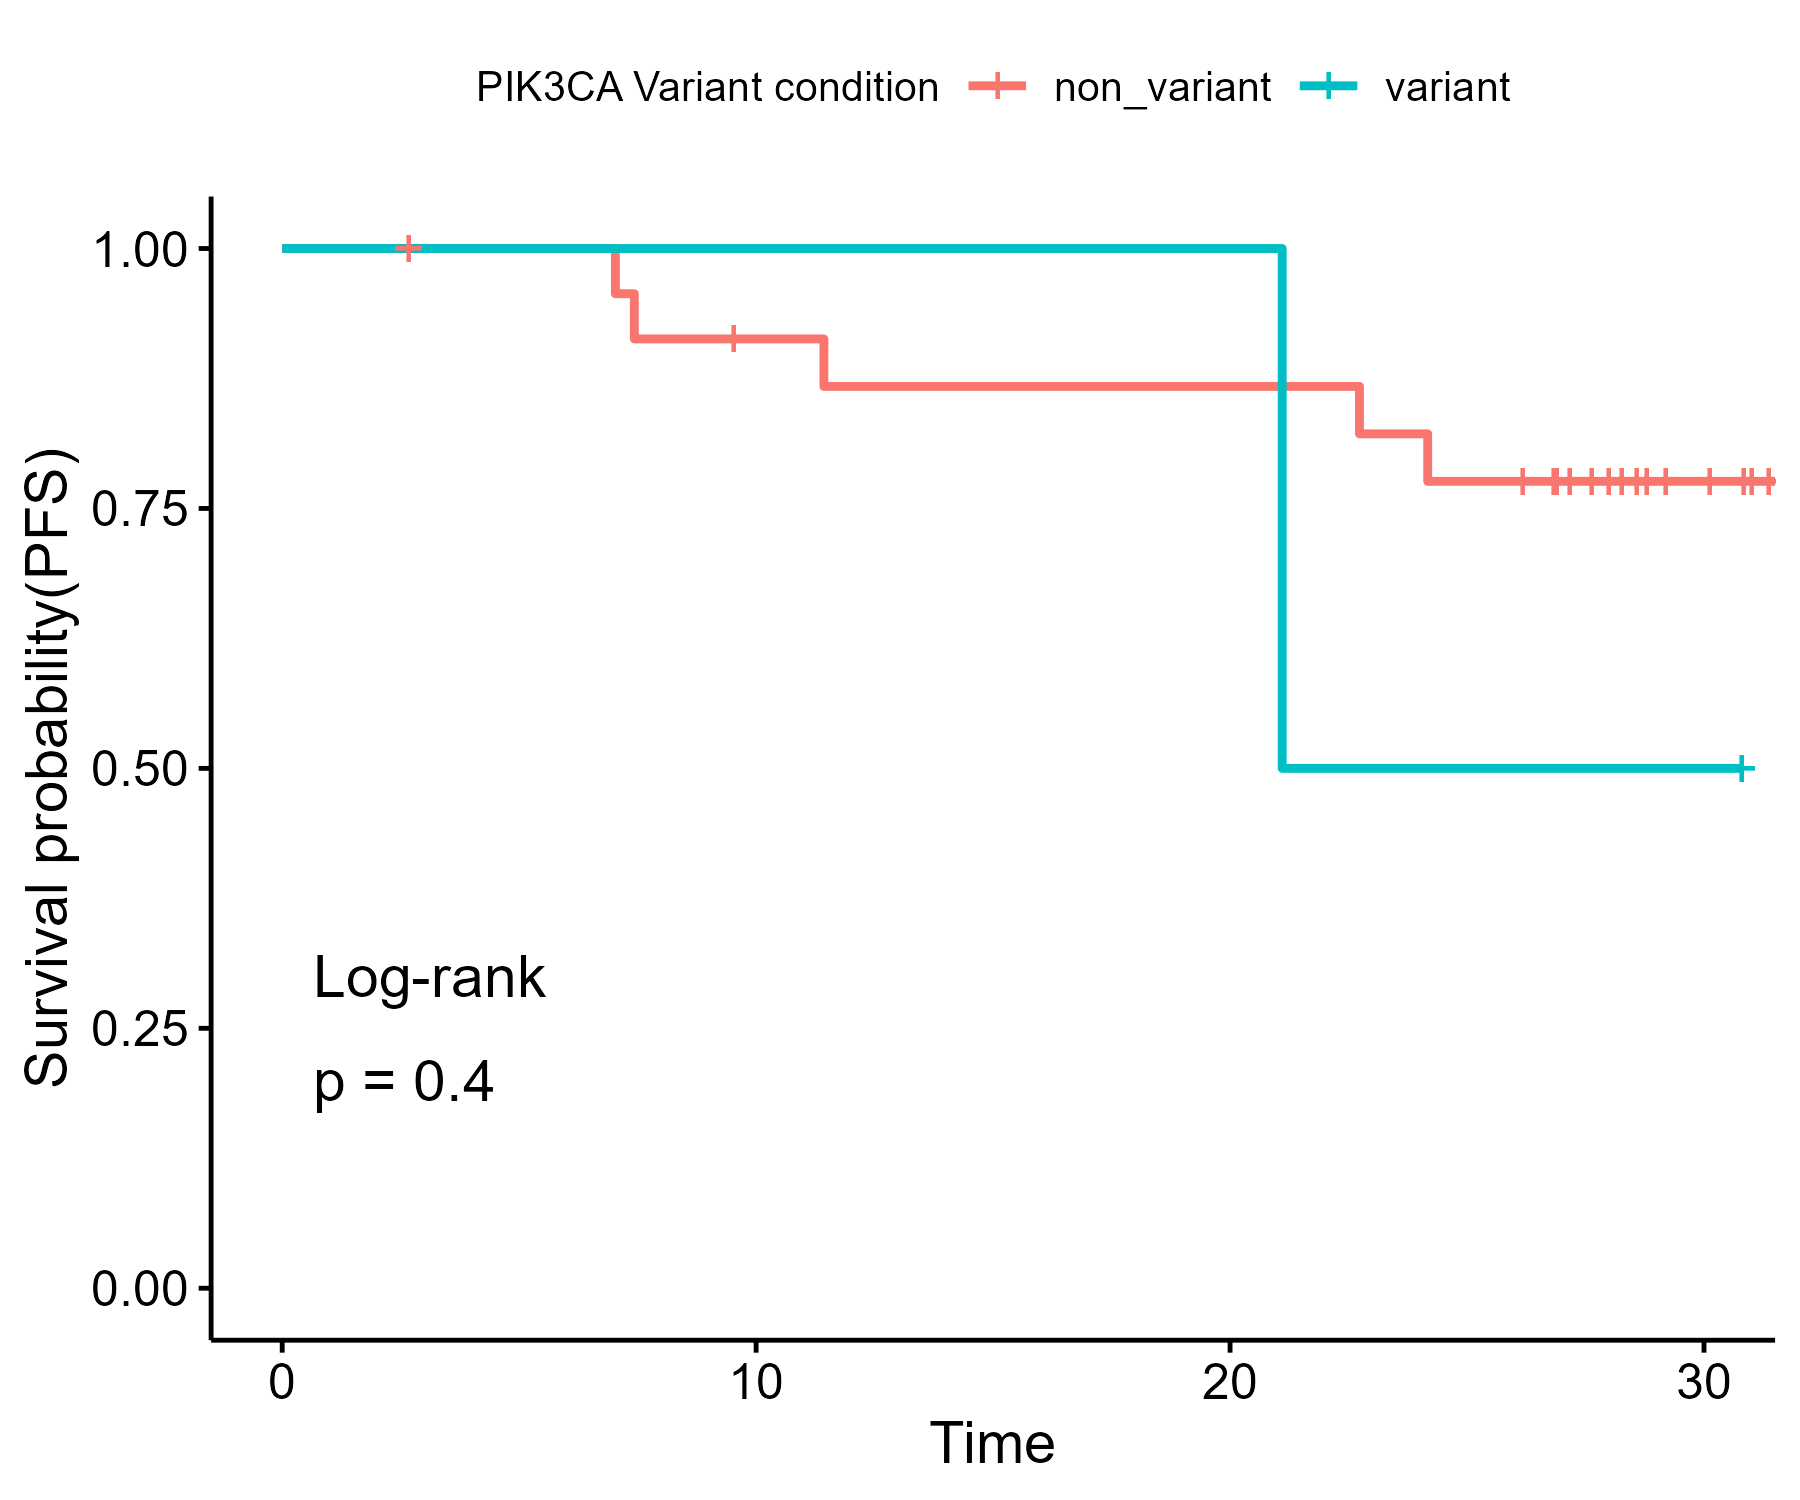 PIK3CA Variant condition non_variant variant
Survival probability(PFS)
1.00
0.75
0.50
0.25
0.00
Log-rank
p = 0.4
0 10 20 30
Time